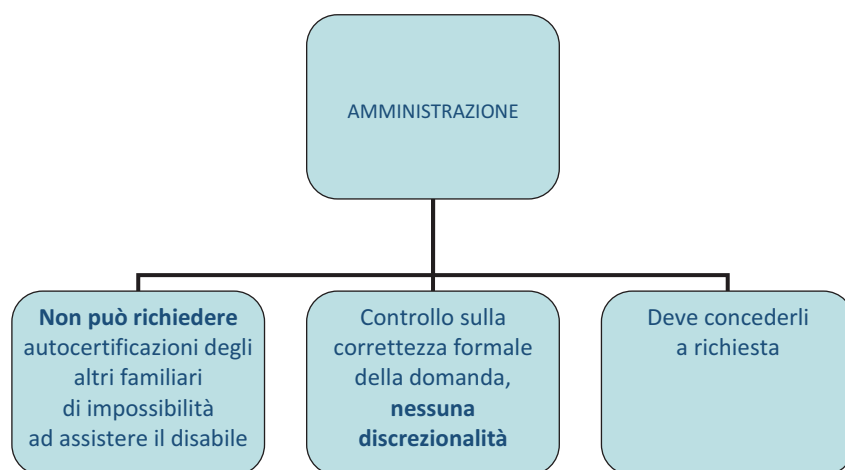 AMMINISTRAZIONE
Non può richiedere
autocertificazioni degli
altri familiari
di impossibilità
ad assistere il disabile
Controllo sulla
correttezza formale
della domanda,
nessuna
discrezionalità
Deve concederli
a richiesta